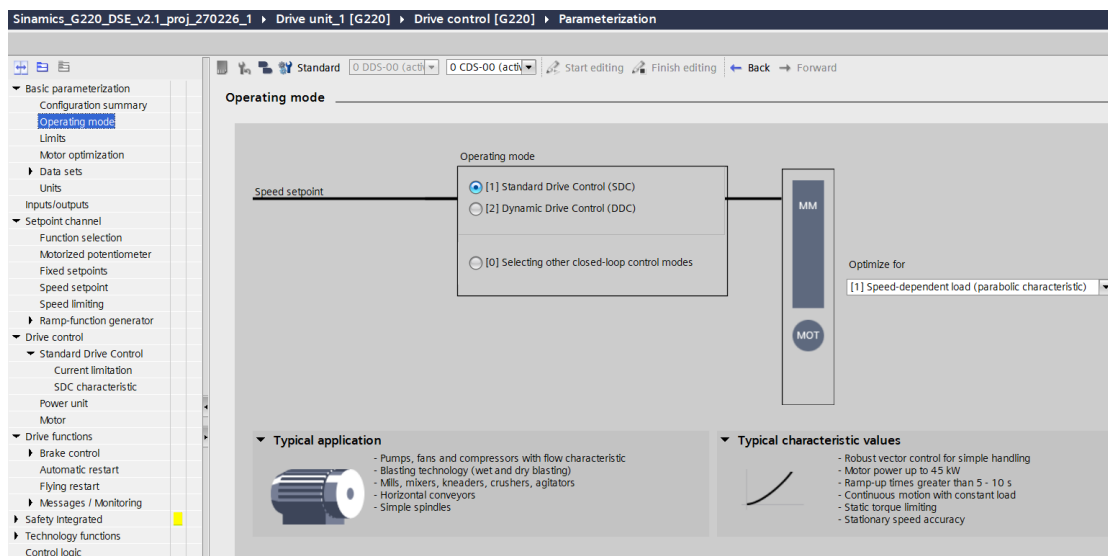 Sinamics_G220_DSE_v2.1_proj_270226_1 ▸ Drive unit_1 [G220] ▸ Drive control [G220] ▸ Parameterization
Standard 0 DDS-00 (acti 0 CDS-00 (activ Start editing Finish editing Back Forward
Basic parameterization
Configuration summary
Operating mode
Limits
Motor optimization
Data sets
Units
Inputs/outputs
Setpoint channel
Function selection
Motorized potentiometer
Fixed setpoints
Speed setpoint
Speed limiting
Ramp-function generator
Drive control
Standard Drive Control
Current limitation
SDC characteristic
Power unit
Motor
Drive functions
Brake control
Automatic restart
Flying restart
Messages / Monitoring
Safety Integrated
Technology functions
Control logic
Operating mode
Operating mode
Speed setpoint
[1] Standard Drive Control (SDC)
[2] Dynamic Drive Control (DDC)
[0] Selecting other closed-loop control modes
MM
MOT
Optimize for
[1] Speed-dependent load (parabolic characteristic)
Typical application
- Pumps, fans and compressors with flow characteristic
- Blasting technology (wet and dry blasting)
- Mills, mixers, kneaders, crushers, agitators
- Horizontal conveyors
- Simple spindles
Typical characteristic values
- Robust vector control for simple handling
- Motor power up to 45 kW
- Ramp-up times greater than 5 - 10 s
- Continuous motion with constant load
- Static torque limiting
- Stationary speed accuracy